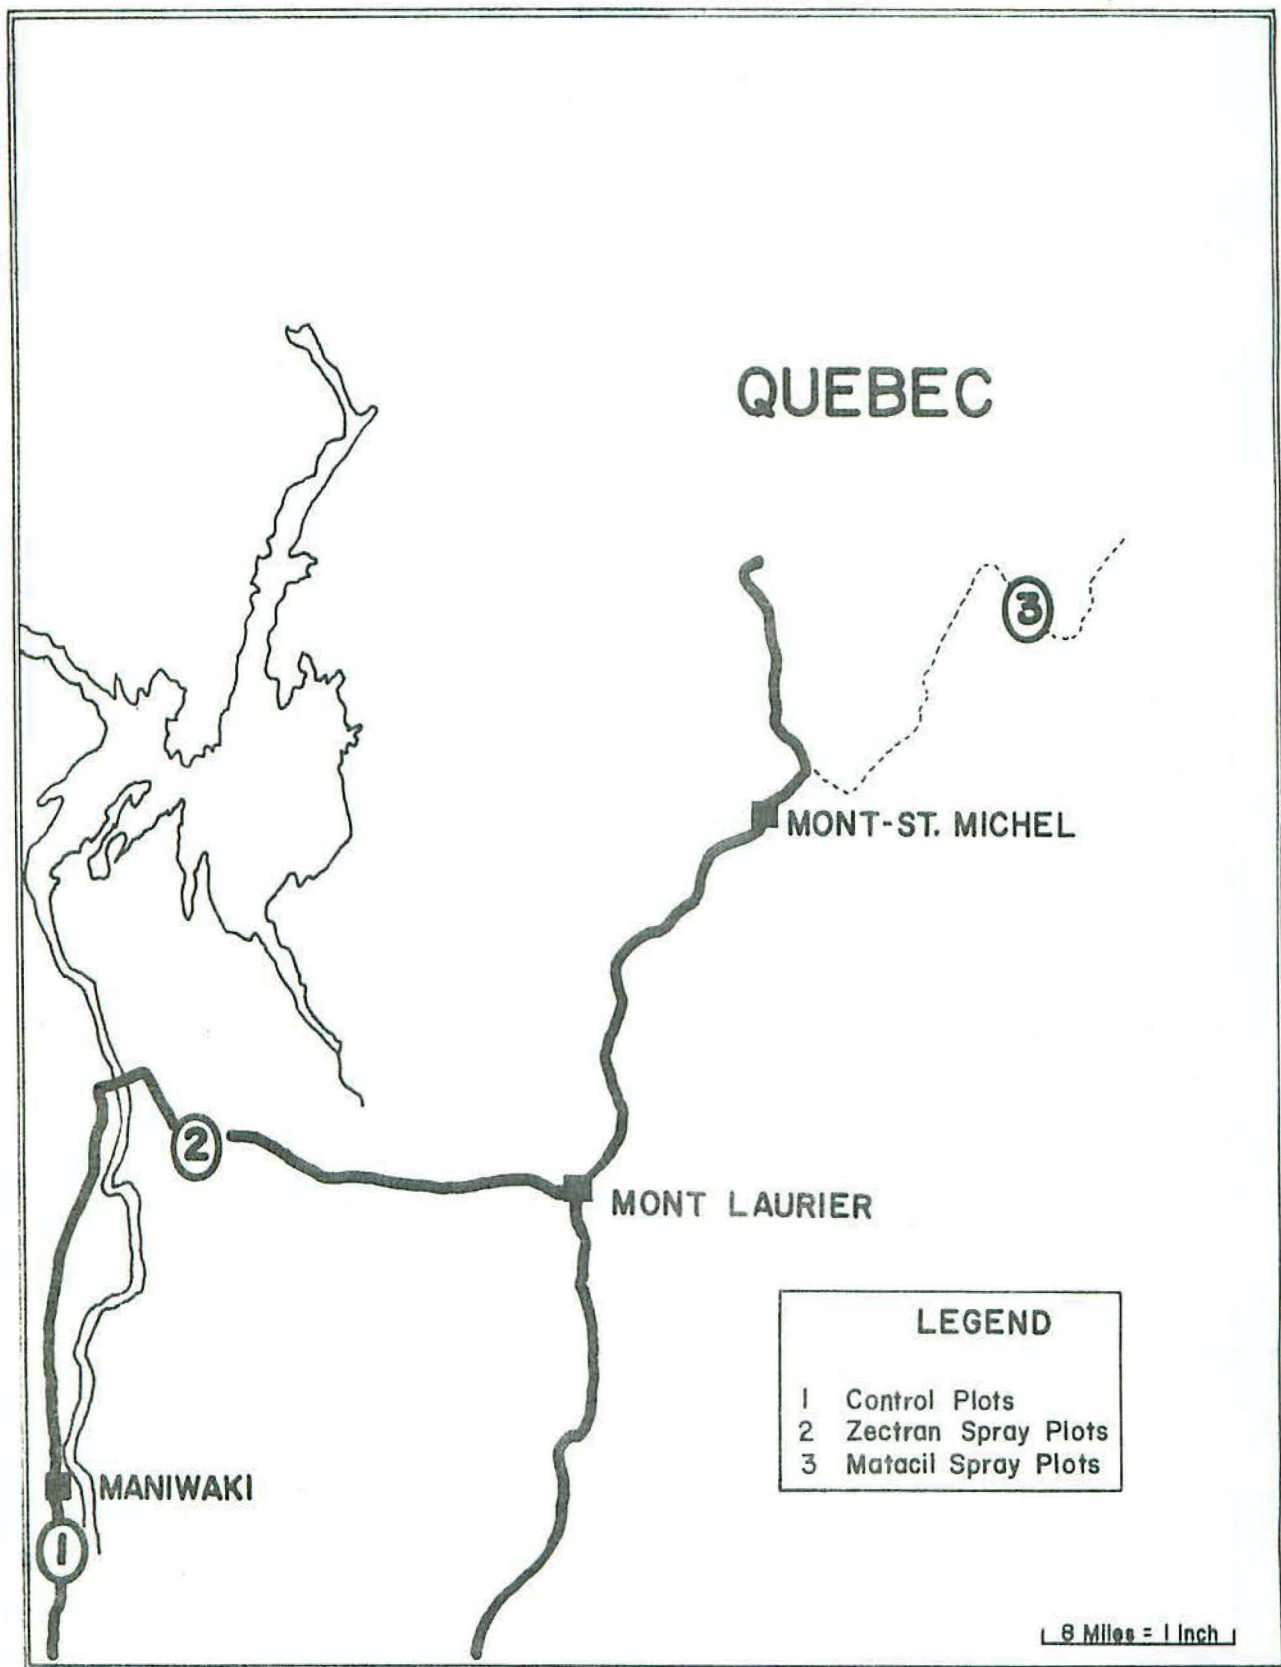 QUEBEC
3
MONT-ST. MICHEL
2
MONT LAURIER
LEGEND
1 Control Plots
2 Zectran Spray Plots
3 Matacil Spray Plots
MANIWAKI
1
8 Miles = 1 Inch